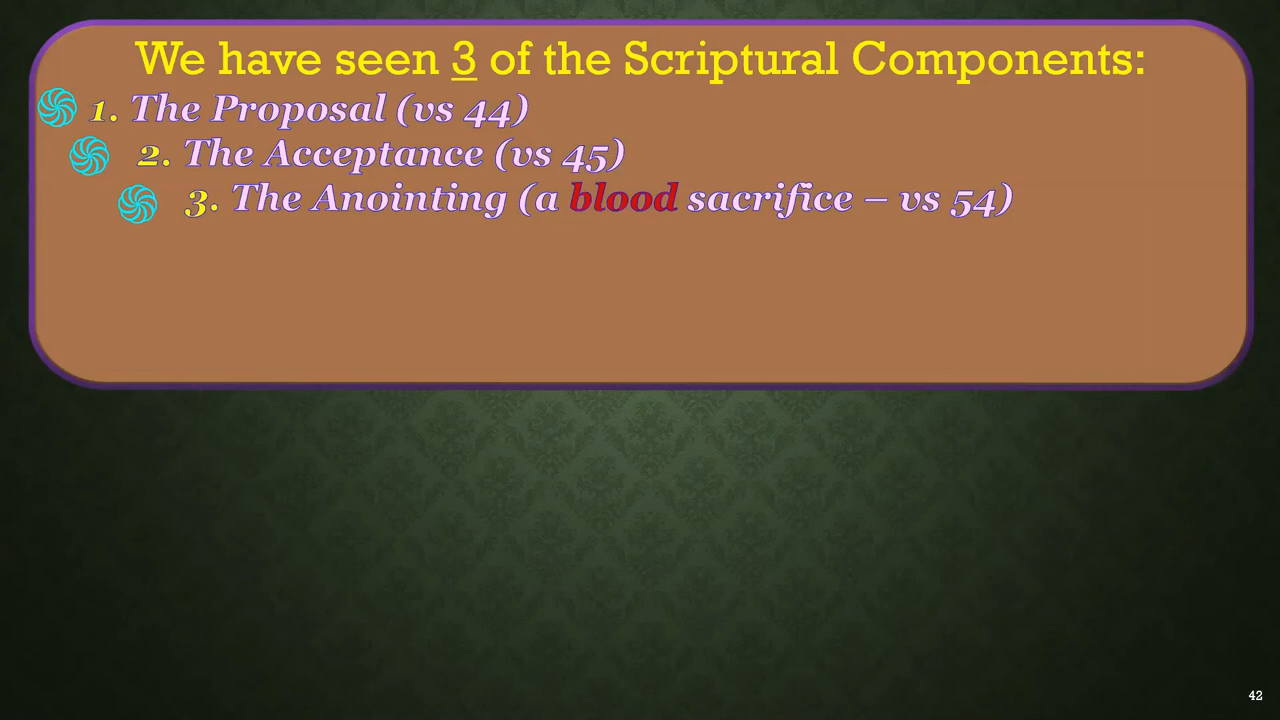 We have seen 3 of the Scriptural Components:
1. The Proposal (vs 44)
2. The Acceptance (vs 45)
3. The Anointing (a blood sacrifice – vs 54)
42